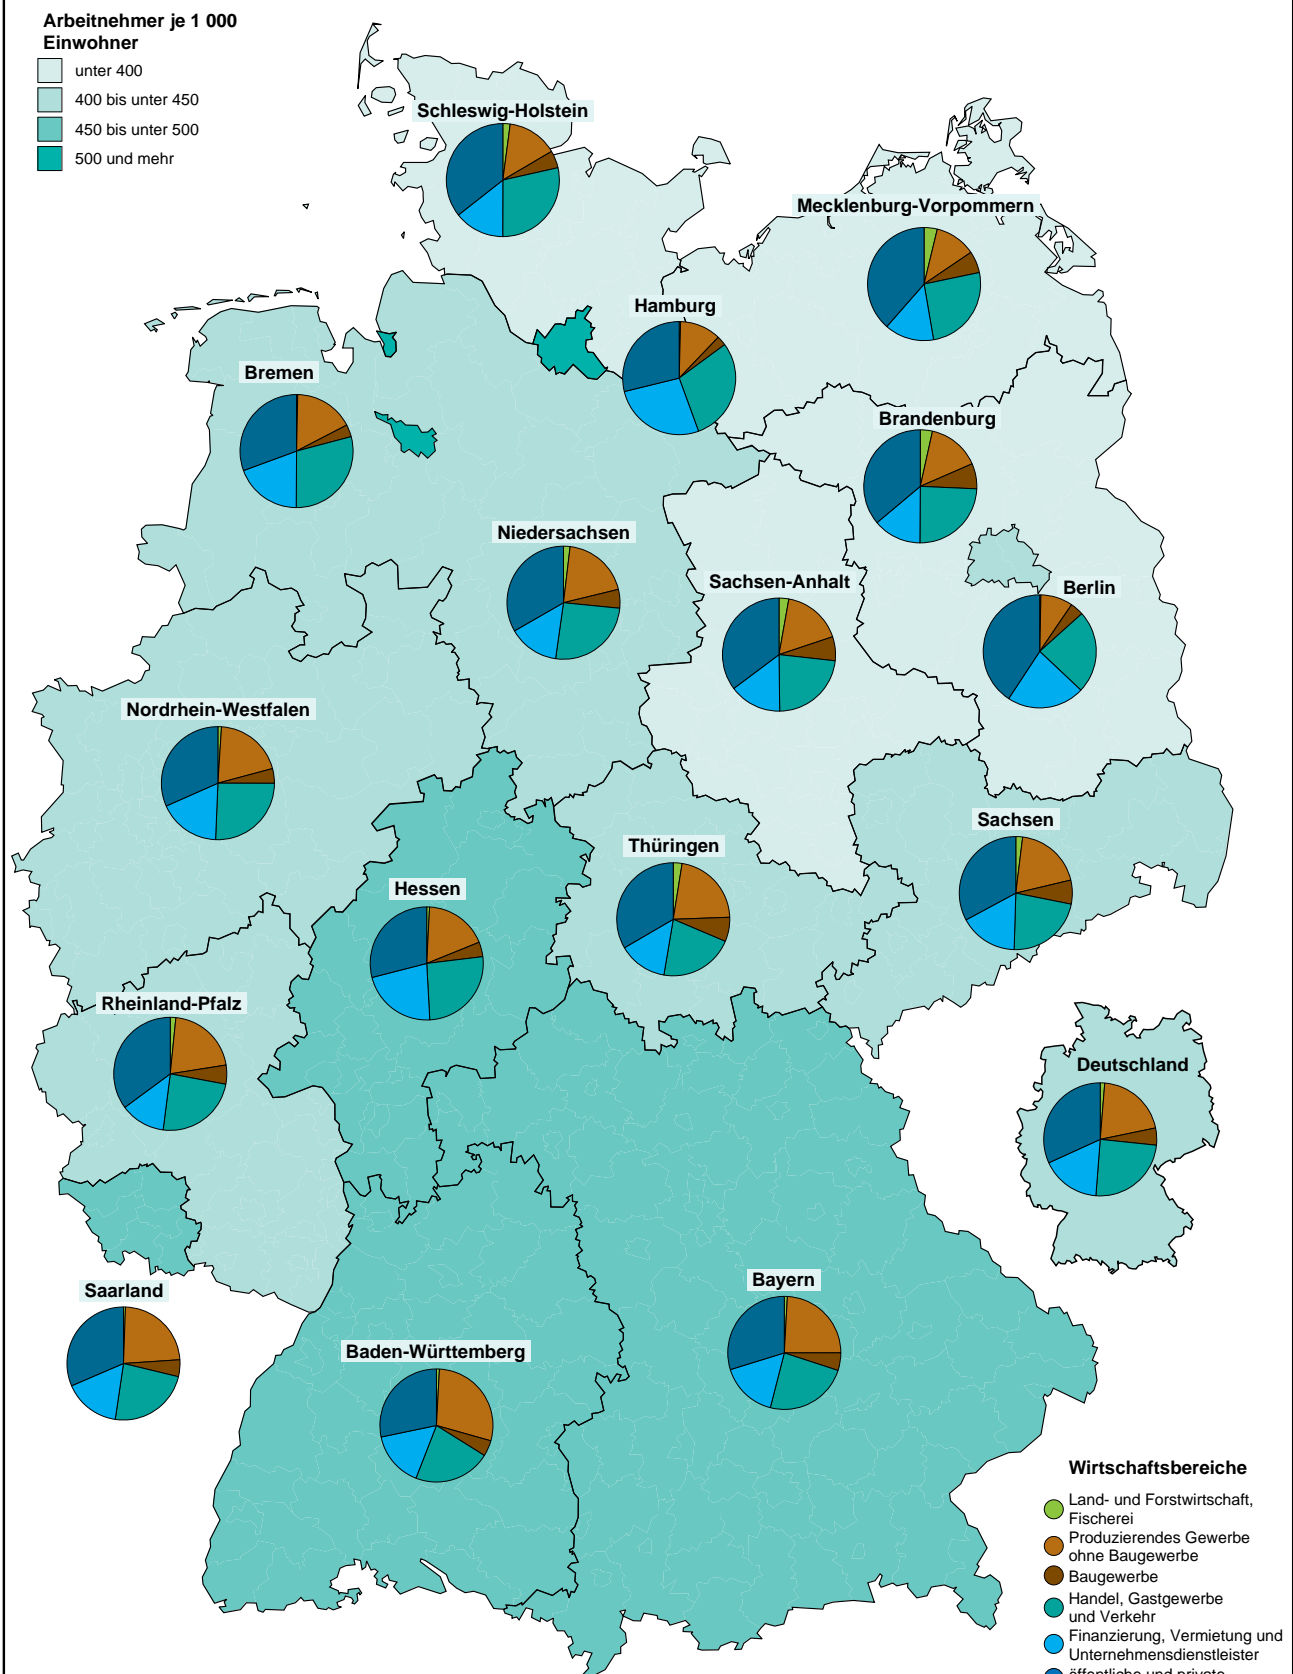 Arbeitnehmer je 1 000
Einwohner
unter 400
400 bis unter 450
450 bis unter 500
500 und mehr
Schleswig-Holstein
Mecklenburg-Vorpommern
Hamburg
Bremen
Brandenburg
Niedersachsen
Sachsen-Anhalt
Berlin
Nordrhein-Westfalen
Sachsen
Thüringen
Hessen
Rheinland-Pfalz
Deutschland
Saarland
Bayern
Baden-Württemberg
Wirtschaftsbereiche
Land- und Forstwirtschaft,
Fischerei
Produzierendes Gewerbe
ohne Baugewerbe
Baugewerbe
Handel, Gastgewerbe
und Verkehr
Finanzierung, Vermietung und
Unternehmensdienstleister
öffentliche und private